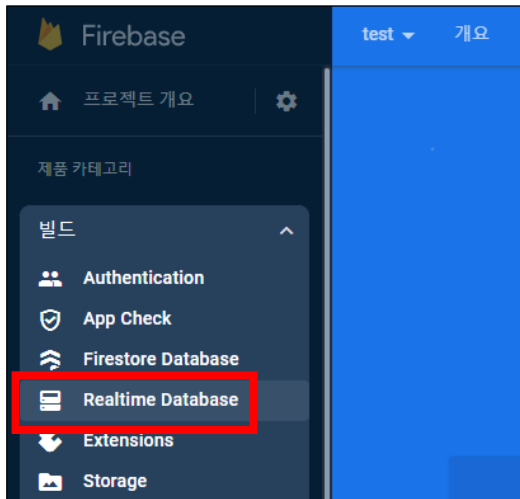 Firebase
test 개요
프로젝트 개요
제품 카테고리
빌드
Authentication
App Check
Firestore Database
Realtime Database
Extensions
Storage